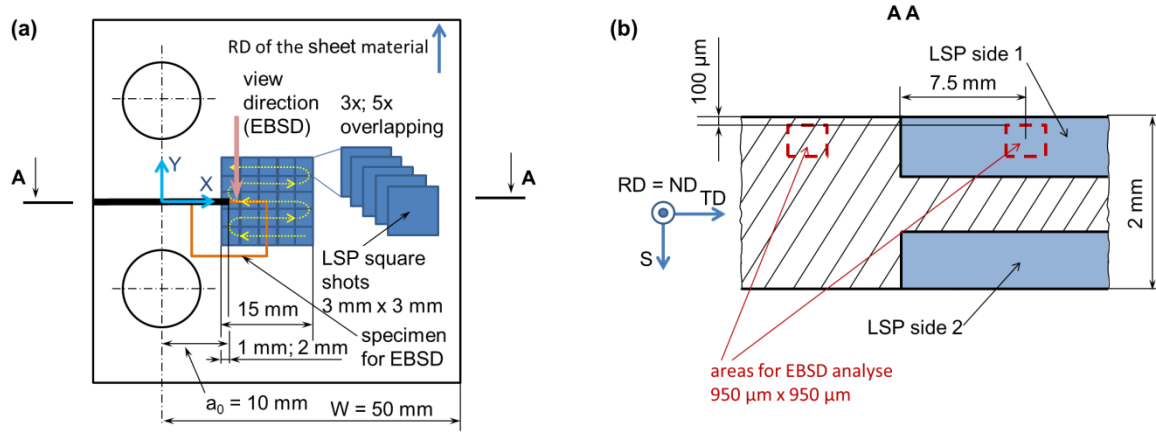 (a)
RD of the sheet material
view
direction
(EBSD)
3x; 5x
overlapping
A
A
Y
X
LSP square
shots
3 mm x 3 mm
15 mm
specimen
for EBSD
1 mm; 2 mm
a₀ = 10 mm
W = 50 mm
(b)
A A
LSP side 1
100 µm
7.5 mm
RD = ND
TD
S
2 mm
LSP side 2
areas for EBSD analyse
950 µm x 950 µm